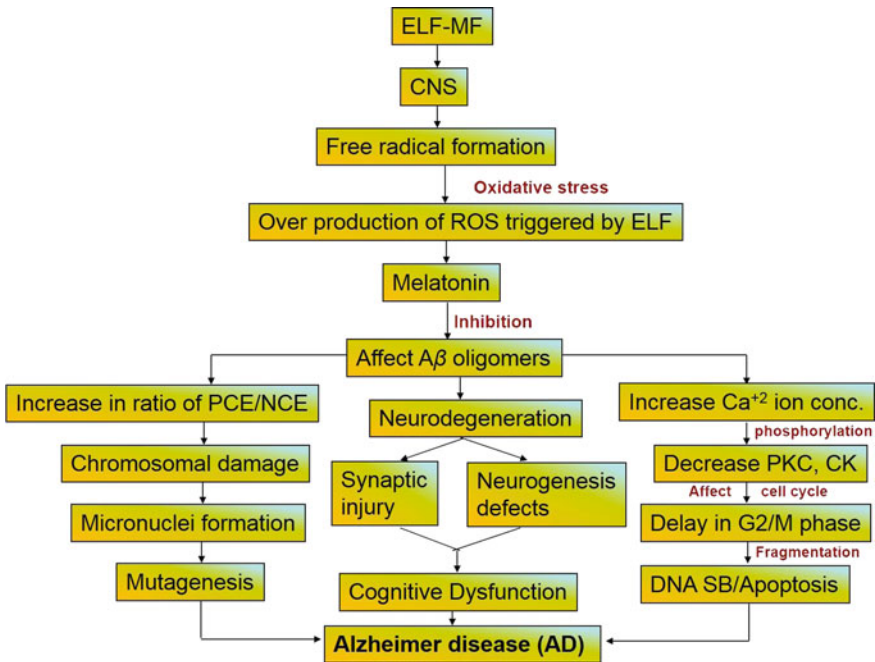 ELF-MF
CNS
Free radical formation
Oxidative stress
Over production of ROS triggered by ELF
Melatonin
Inhibition
Affect Aβ oligomers
Increase in ratio of PCE/NCE
Chromosomal damage
Micronuclei formation
Mutagenesis
Neurodegeneration
Synaptic
injury
Neurogenesis
defects
Cognitive Dysfunction
Increase Ca⁺² ion conc.
phosphorylation
Decrease PKC, CK
Affect cell cycle
Delay in G2/M phase
Fragmentation
DNA SB/Apoptosis
Alzheimer disease (AD)